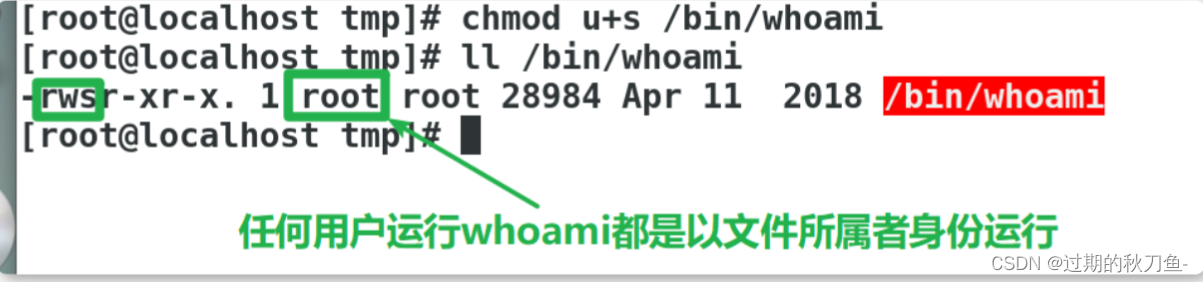 [root@localhost tmp]# chmod u+s /bin/whoami
[root@localhost tmp]# ll /bin/whoami
-rwsr-xr-x. 1 root root 28984 Apr 11  2018 /bin/whoami
[root@localhost tmp]#
任何用户运行whoami都是以文件所属者身份运行
CSDN @过期的秋刀鱼-